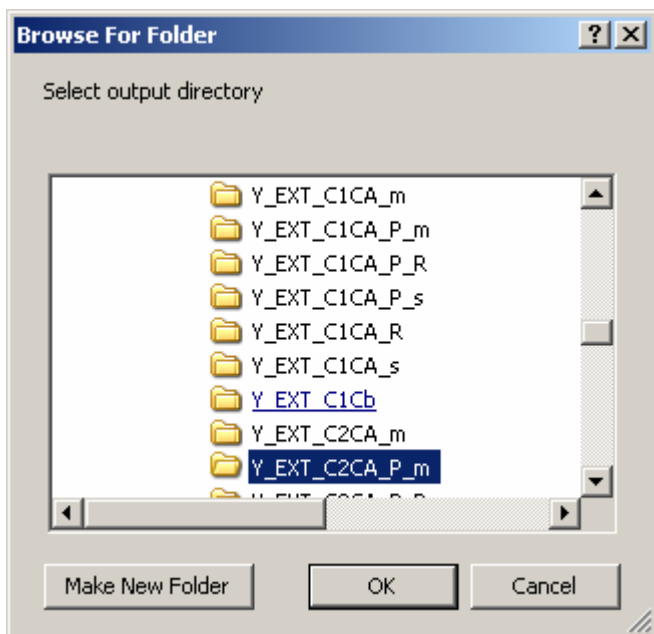 Browse For Folder
Select output directory
Y_EXT_C1CA_m
Y_EXT_C1CA_P_m
Y_EXT_C1CA_P_R
Y_EXT_C1CA_P_s
Y_EXT_C1CA_R
Y_EXT_C1CA_s
Y_EXT_C1Cb
Y_EXT_C2CA_m
Y_EXT_C2CA_P_m
Make New Folder OK Cancel